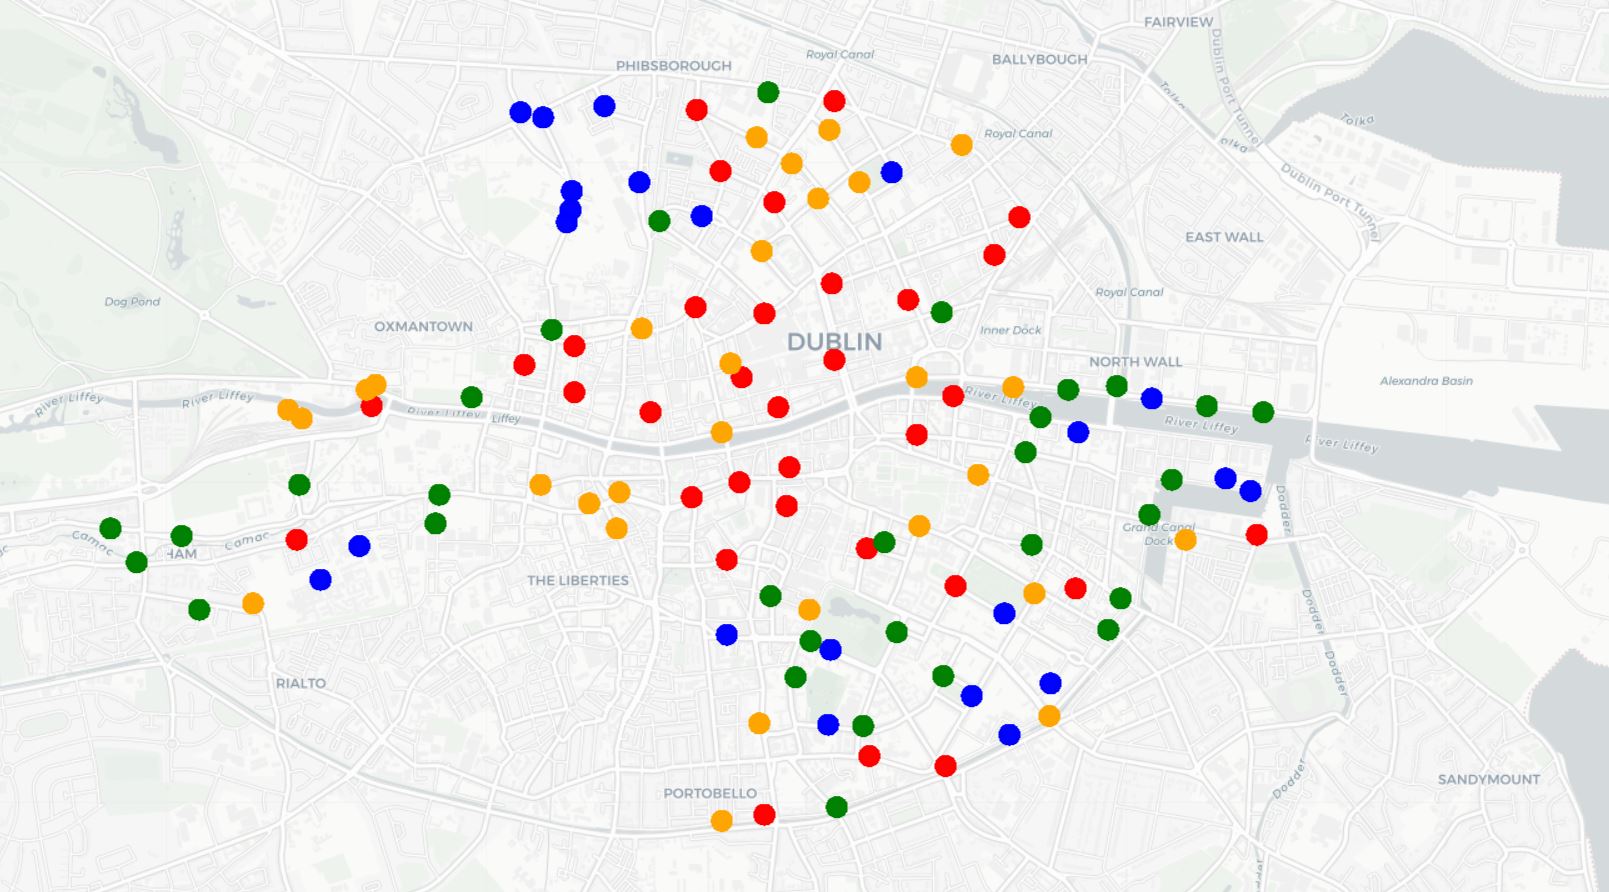 FAIRVIEW
Royal Canal
BALLYBOUGH
PHIBSBOROUGH
Dublin Port Tunnel
Tolka
Tolka
Royal Canal
olka
Dublin Port Tunnel
EAST WALL
Dog Pond
Royal Canal
OXMANTOWN
Inner Dock
DUBLIN
NORTH WALL
Alexandra Basin
River Liffey
River Liffey
River Liffey
Liffey
River Liffey
River Liffey
River Liffey
Dodder
Grand Canal
Dock
Camac
HAM
Camac
THE LIBERTIES
Dodder
Dodder
RIALTO
Dodder
SANDYMOUNT
PORTOBELLO
Dodder